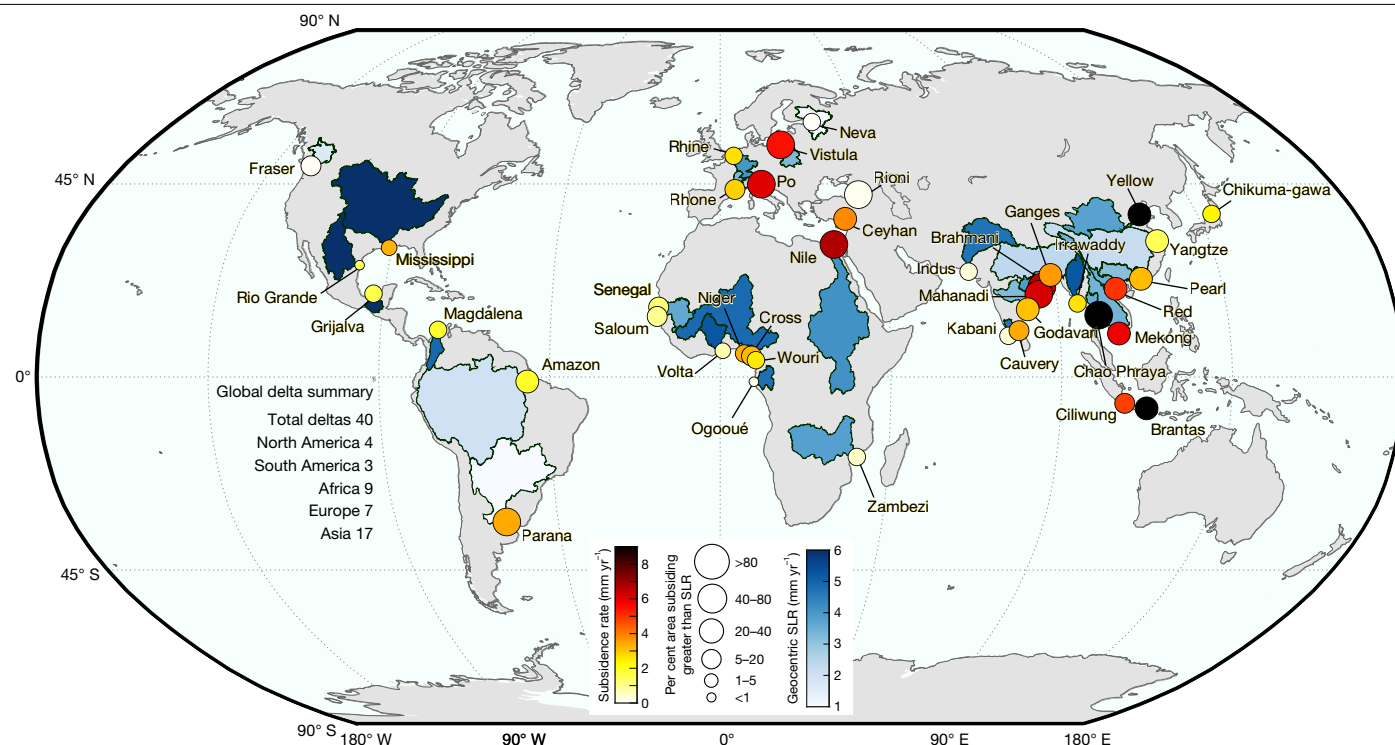 90° N
Neva
Rhine
Vistula
Fraser
45° N
Po
Rioni
Yellow
Chikuma-gawa
Rhone
Ganges
Ceyhan
Brahmani
Irrawaddy
Yangtze
Mississippi
Nile
Indus
Rio Grande
Senegal
Niger
Mahanadi
Pearl
Grijalva
Magdalena
Saloum
Cross
Kabani
Godavari
Red
Mekong
Volta
Wouri
Cauvery
Chao Phraya
0°
Amazon
Global delta summary
Total deltas 40
North America 4
South America 3
Africa 9
Europe 7
Asia 17
Ogooué
Ciliwung
Brantas
Zambezi
Parana
45° S
Subsidence rate (mm yr⁻¹)
8
6
4
2
0
Per cent area subsiding
greater than SLR
>80
40–80
20–40
5–20
1–5
<1
Geocentric SLR (mm yr⁻¹)
6
5
4
3
2
1
90° S
180° W
90° W
0°
90° E
180° E